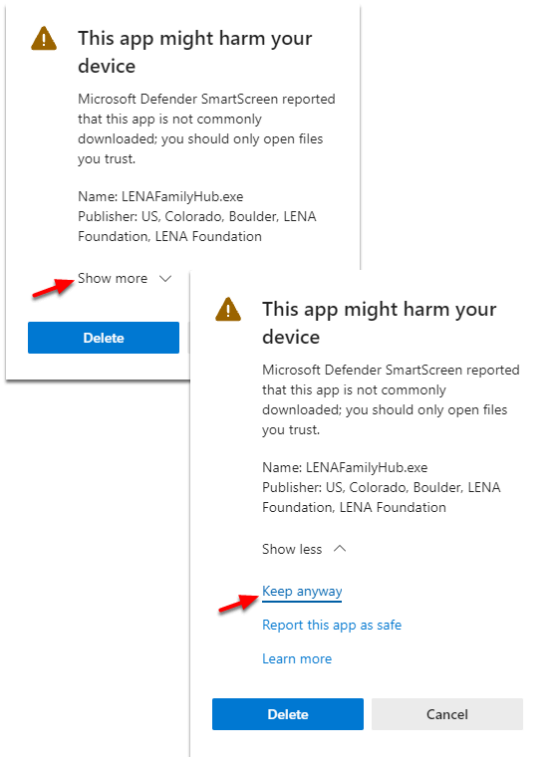 This app might harm your
device
Microsoft Defender SmartScreen reported
that this app is not commonly
downloaded; you should only open files
you trust.
Name: LENAFamilyHub.exe
Publisher: US, Colorado, Boulder, LENA
Foundation, LENA Foundation
Show more
Delete
This app might harm your
device
Microsoft Defender SmartScreen reported
that this app is not commonly
downloaded; you should only open files
you trust.
Name: LENAFamilyHub.exe
Publisher: US, Colorado, Boulder, LENA
Foundation, LENA Foundation
Show less
Keep anyway
Report this app as safe
Learn more
Delete
Cancel